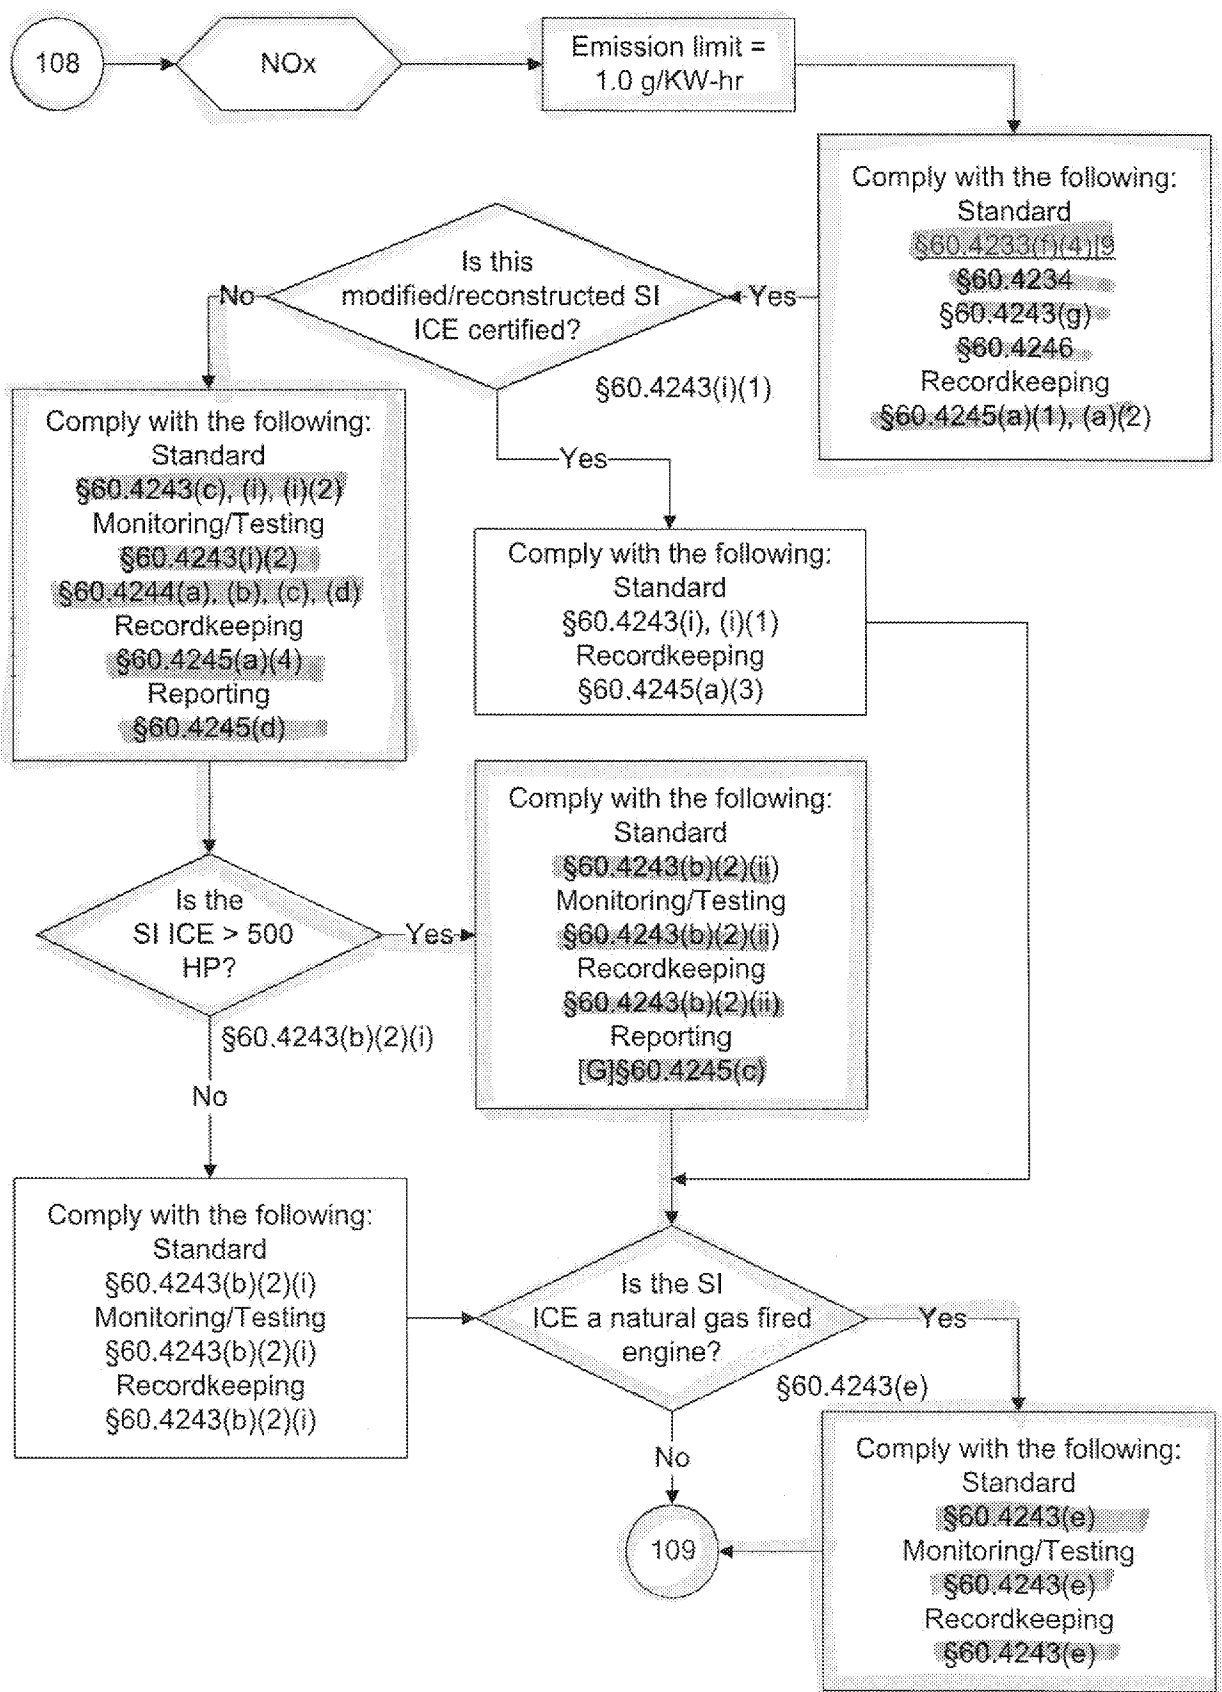 108
NOx
Emission limit =
1.0 g/KW-hr
Comply with the following:
Standard
§60.4233(f)(4)[9
§60.4234
§60.4243(g)
§60.4246
Recordkeeping
§60.4245(a)(1), (a)(2)
Yes
Is this
modified/reconstructed SI
ICE certified?
§60.4243(i)(1)
No
Yes
Comply with the following:
Standard
§60.4243(c), (i), (i)(2)
Monitoring/Testing
§60.4243(i)(2)
§60.4244(a), (b), (c), (d)
Recordkeeping
§60.4245(a)(4)
Reporting
§60.4245(d)
Comply with the following:
Standard
§60.4243(i), (i)(1)
Recordkeeping
§60.4245(a)(3)
Is the
SI ICE > 500
HP?
Yes
§60.4243(b)(2)(i)
No
Comply with the following:
Standard
§60.4243(b)(2)(ii)
Monitoring/Testing
§60.4243(b)(2)(ii)
Recordkeeping
§60.4243(b)(2)(ii)
Reporting
[G]§60.4245(c)
Comply with the following:
Standard
§60.4243(b)(2)(i)
Monitoring/Testing
§60.4243(b)(2)(i)
Recordkeeping
§60.4243(b)(2)(i)
Is the SI
ICE a natural gas fired
engine?
Yes
§60.4243(e)
No
109
Comply with the following:
Standard
§60.4243(e)
Monitoring/Testing
§60.4243(e)
Recordkeeping
§60.4243(e)